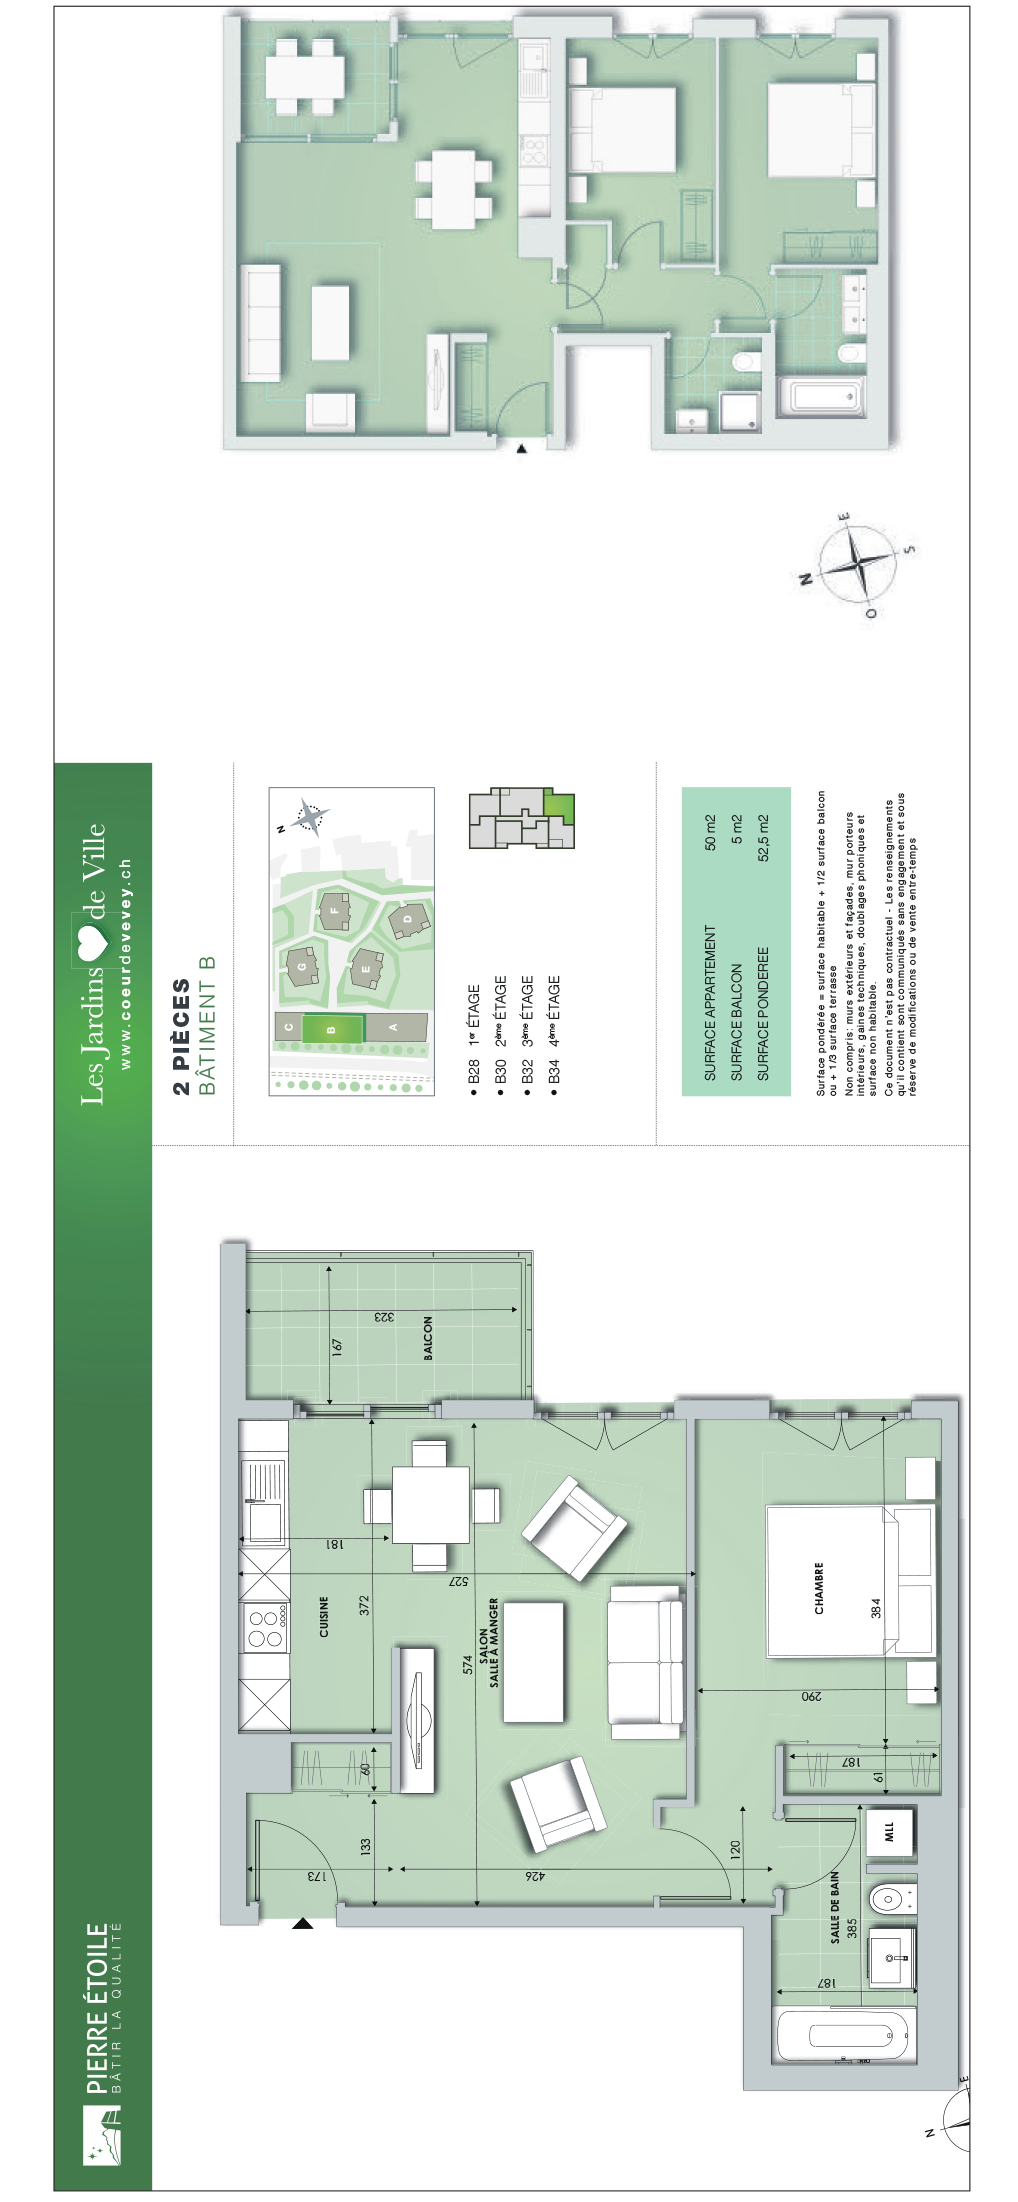 PIERRE ÉTOILE
BÂTIR LA QUALITÉ
Les Jardins de Ville
www.coeurdevevey.ch
2 PIÈCES
BÂTIMENT B
N
C
B
A
G
E
F
D
• B28 1er ÉTAGE
• B30 2ème ÉTAGE
• B32 3ème ÉTAGE
• B34 4ème ÉTAGE
SURFACE APPARTEMENT 50 m2
SURFACE BALCON 5 m2
SURFACE PONDEREE 52,5 m2
Surface pondérée = surface habitable + 1/2 surface balcon
ou + 1/3 surface terrasse
Non compris: murs extérieurs et façades, mur porteurs
intérieurs, gaines techniques, doublages phoniques et
surface non habitable.
Ce document n'est pas contractuel - Les renseignements
qu'il contient sont communiqués sans engagement et sous
réserve de modifications ou de vente entre-temps
323
167
BALCON
181
CUISINE
372
527
574
SALON
SALLE À MANGER
60
133
173
426
120
CHAMBRE
384
290
187
61
MLL
SALLE DE BAIN
385
187
N
E
N
E
S
O